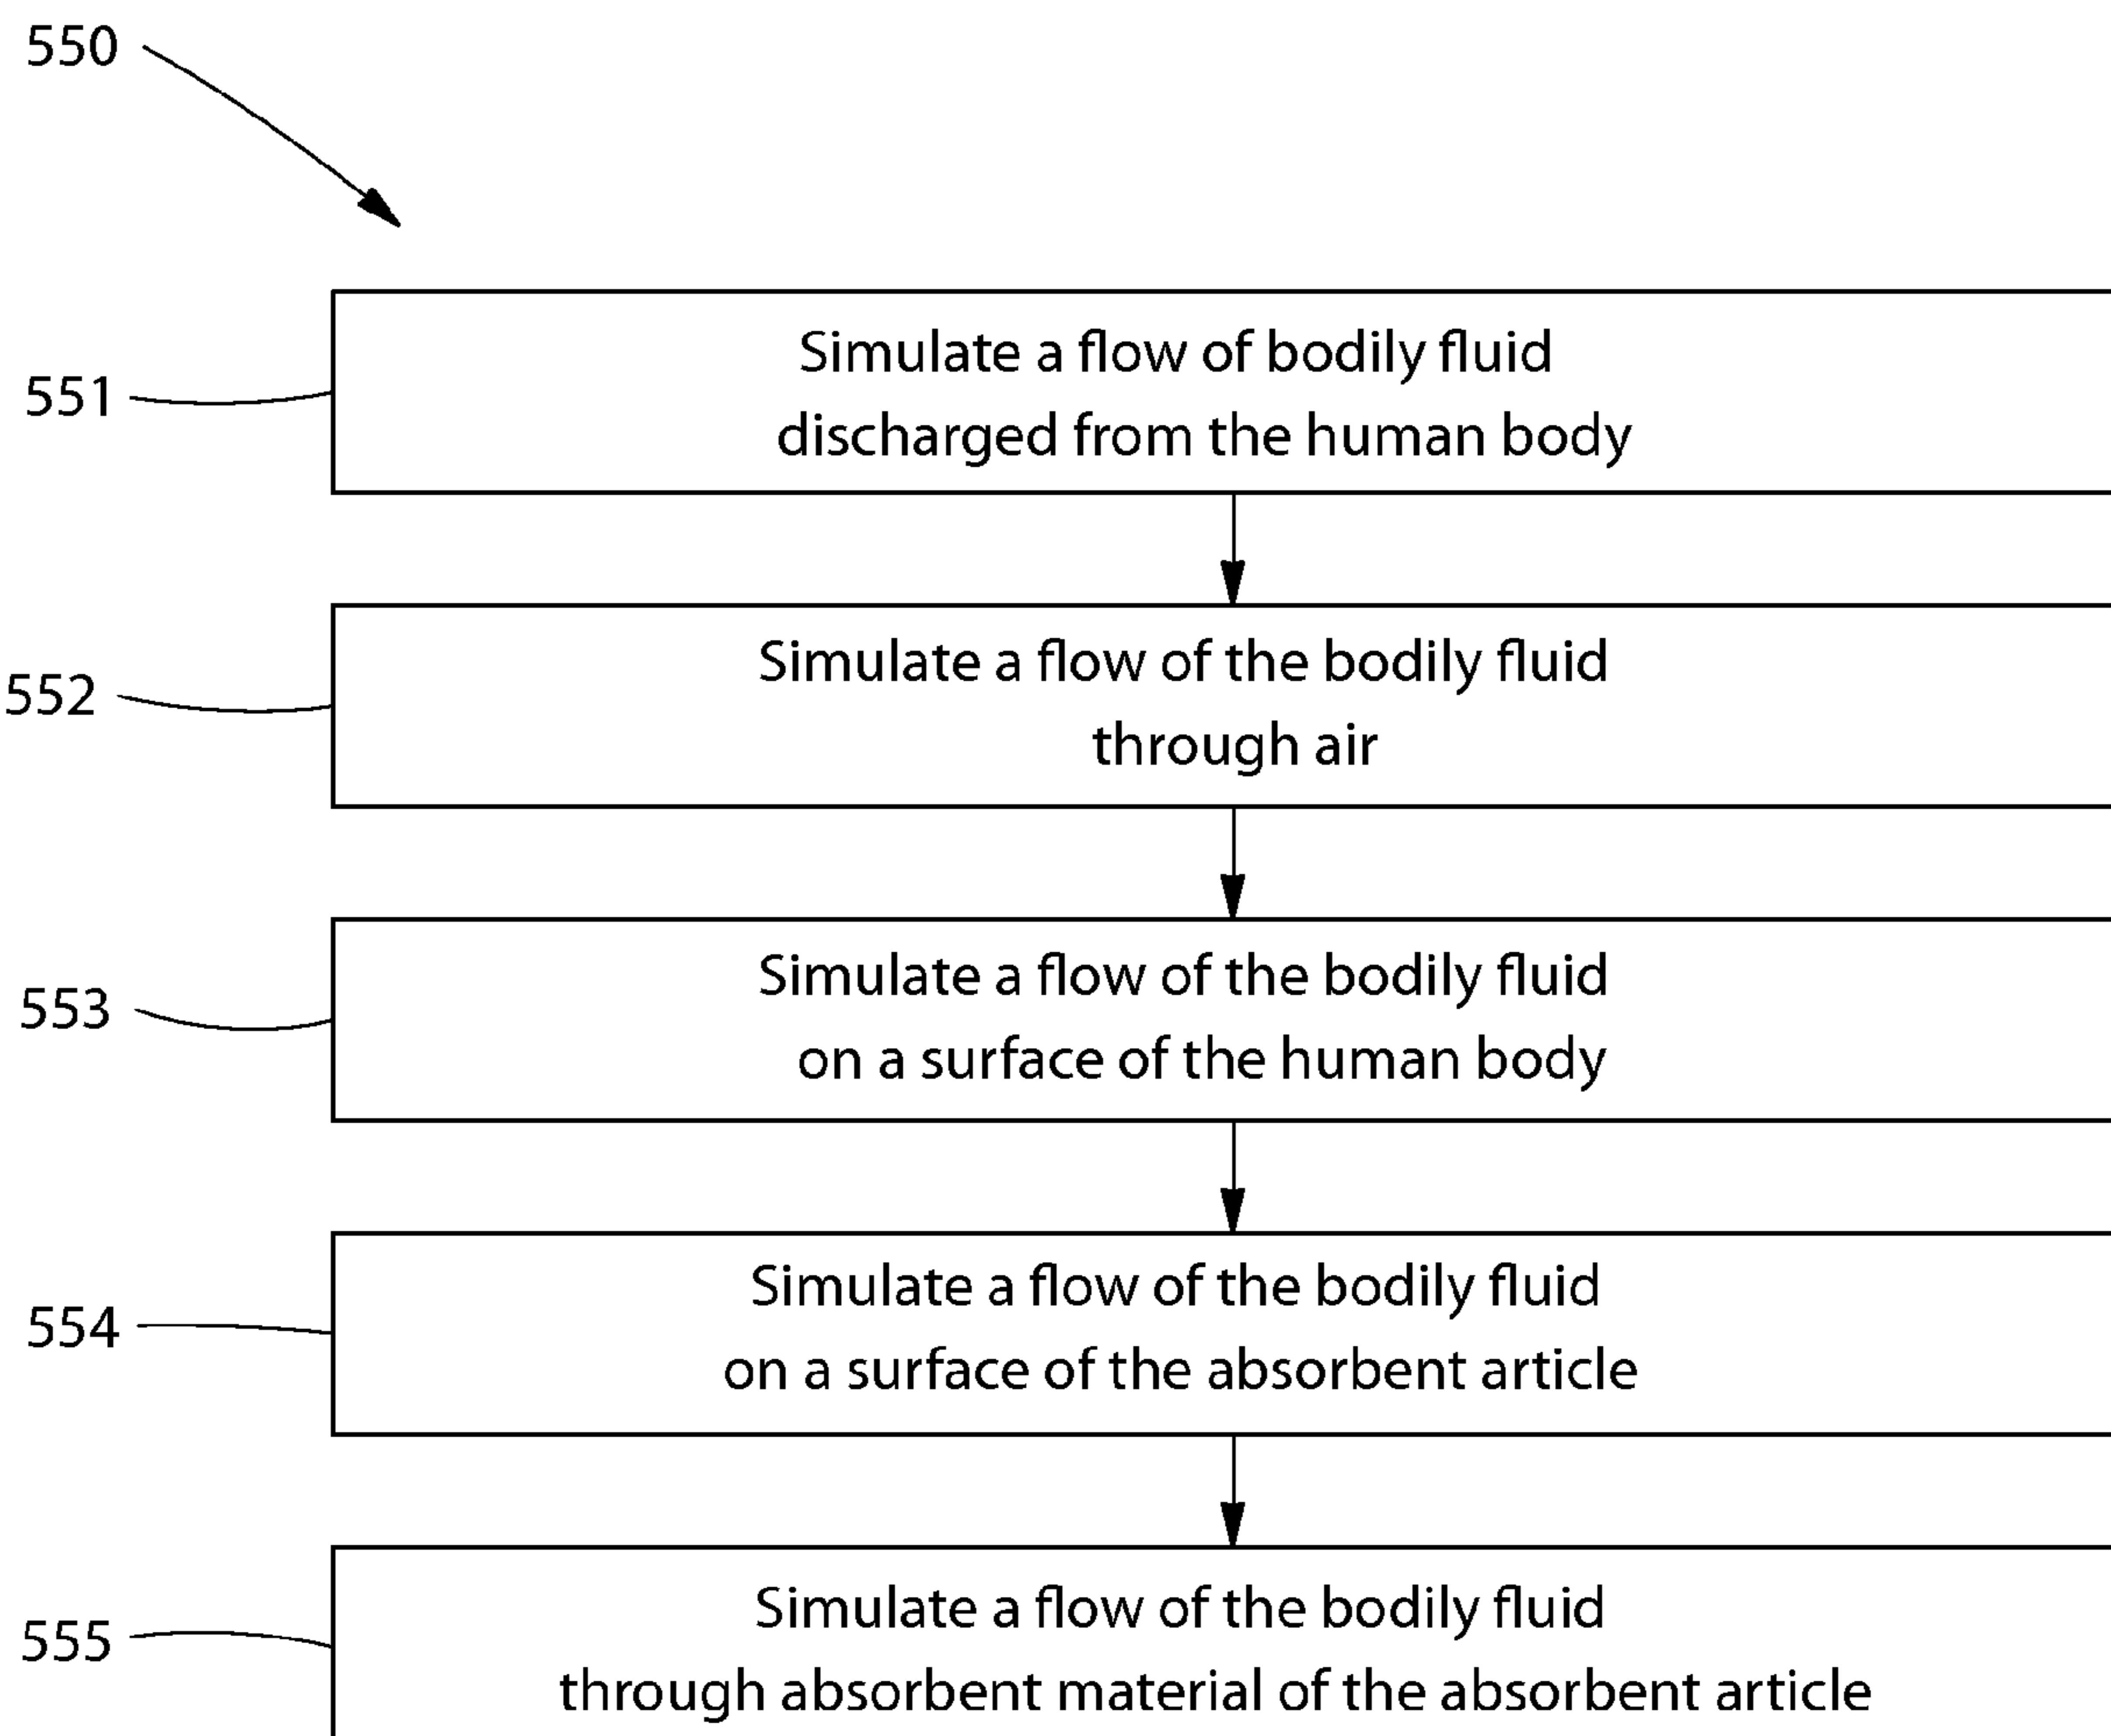 550
551
Simulate a flow of bodily fluid
discharged from the human body
552
Simulate a flow of the bodily fluid
through air
553
Simulate a flow of the bodily fluid
on a surface of the human body
554
Simulate a flow of the bodily fluid
on a surface of the absorbent article
555
Simulate a flow of the bodily fluid
through absorbent material of the absorbent article